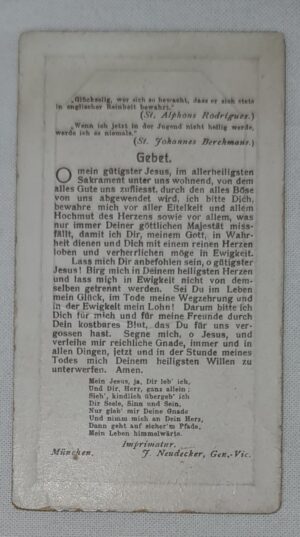 „Glückselig, wer sich so bewacht, dass er sich stets
in englischer Reinheit bewahrt."
(St. Alphons Rodriguez.)
„Wenn ich jetzt in der Jugend nicht heilig werde,
werde ich es niemals."
(St. Johannes Berchmans.)
Gebet.
O mein gütigster Jesus, im allerheiligsten
Sakrament unter uns wohnend, von dem
alles Gute uns zufliesst, durch den alles Böse
von uns abgewendet wird, ich bitte Dich,
bewahre mich vor aller Eitelkeit und allem
Hochmut des Herzens sowie vor allem, was
nur immer Deiner göttlichen Majestät miss-
fällt, damit ich Dir, meinem Gott, in Wahr-
heit dienen und Dich mit einem reinen Herzen
loben und verherrlichen möge in Ewigkeit.
Lass mich Dir anbefohlen sein, o gütigster
Jesus! Birg mich in Deinem heiligsten Herzen
und lass mich in Ewigkeit nicht von dem-
selben getrennt werden. Sei Du im Leben
mein Glück, im Tode meine Wegzehrung und
in der Ewigkeit mein Lohn! Darum bitte ich
Dich für mich und für meine Freunde durch
Dein kostbares Blut, das Du für uns ver-
gossen hast. Segne mich, o Jesus, und
verleihe mir reichliche Gnade, immer und in
allen Dingen, jetzt und in der Stunde meines
Todes mich Deinem heiligsten Willen zu
unterwerfen. Amen.
Mein Jesus, ja, Dir leb' ich,
Und Dir, Herr, ganz allein;
Sieh', kindlich übergeb' ich
Dir Seele, Sinn und Sein.
Nur gieb' mir Deine Gnade
Und nimm mich an Dein Herz,
Dann geht auf sicher'm Pfade,
Mein Leben himmelwärts.
Imprimatur.
München. J. Neudecker, Gen.-Vic.